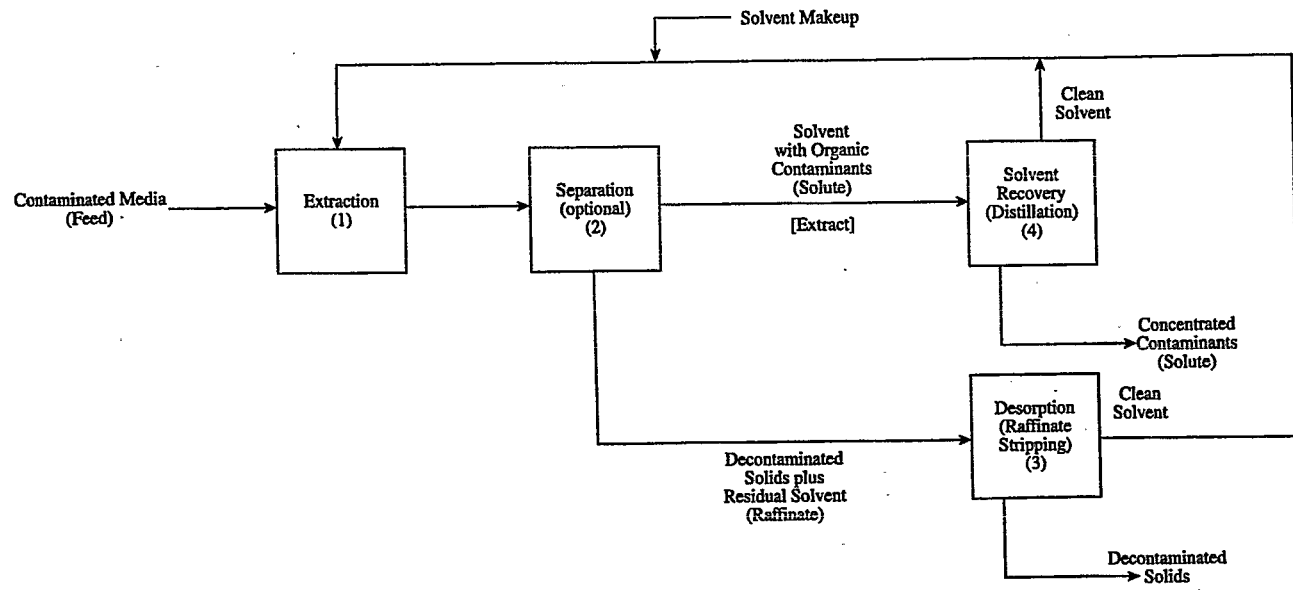 Solvent Makeup
Clean
Solvent
Solvent
with Organic
Contaminants
(Solute)
[Extract]
Contaminated Media
(Feed)
Extraction
(1)
Separation
(optional)
(2)
Solvent
Recovery
(Distillation)
(4)
Concentrated
Contaminants
(Solute)
Clean
Solvent
Desorption
(Raffinate
Stripping)
(3)
Decontaminated
Solids plus
Residual Solvent
(Raffinate)
Decontaminated
Solids